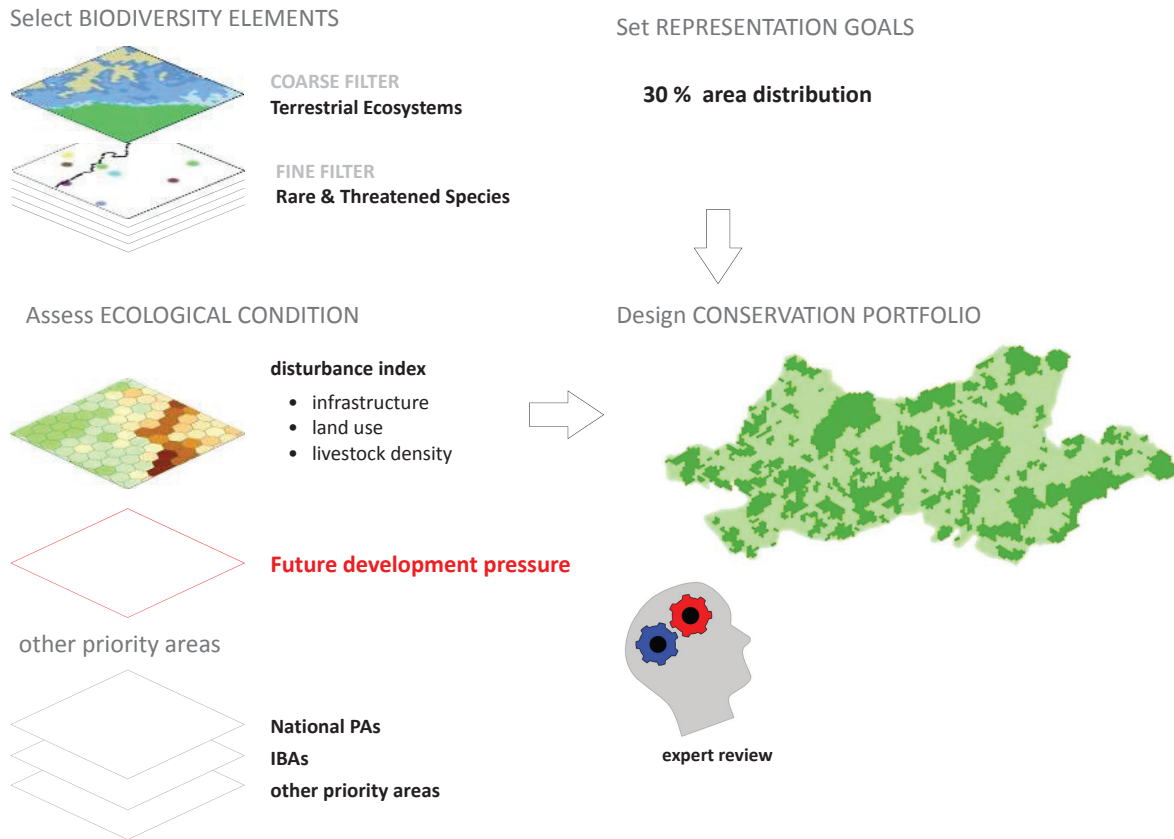 Select BIODIVERSITY ELEMENTS
COARSE FILTER
Terrestrial Ecosystems
FINE FILTER
Rare & Threatened Species
Set REPRESENTATION GOALS
30 % area distribution
Assess ECOLOGICAL CONDITION
disturbance index
• infrastructure
• land use
• livestock density
Future development pressure
other priority areas
National PAs
IBAs
other priority areas
Design CONSERVATION PORTFOLIO
expert review